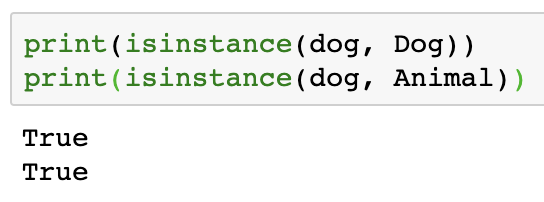 print(isinstance(dog, Dog))
print(isinstance(dog, Animal))
True
True